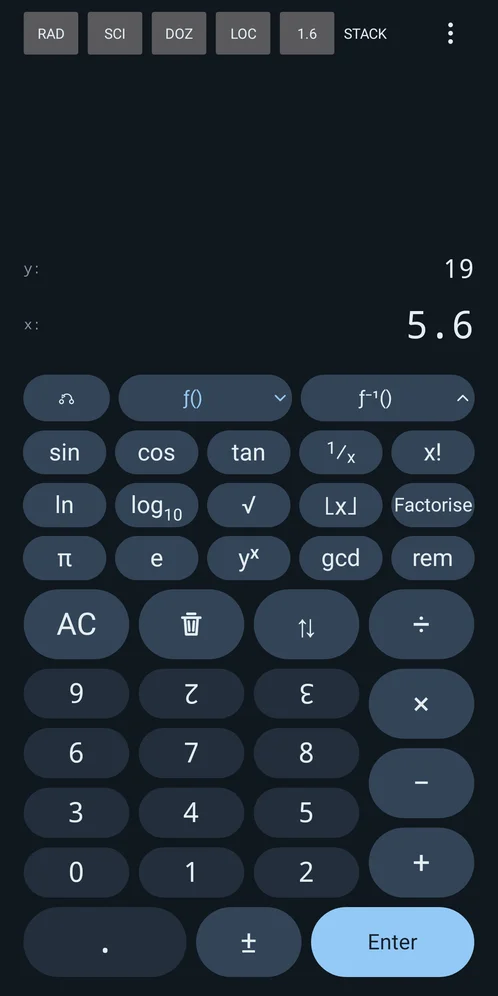 RAD SCI DOZ LOC 1.6 STACK
y: 19
x: 5.6
ƒ() ƒ⁻¹()
sin cos tan ¹/ₓ x!
ln log₁₀ √ ⌊x⌋ Factorise
π e yˣ gcd rem
AC ↑↓ ÷
9 ↊ ↋ ×
6 7 8
3 4 5 −
0 1 2 +
. ± Enter